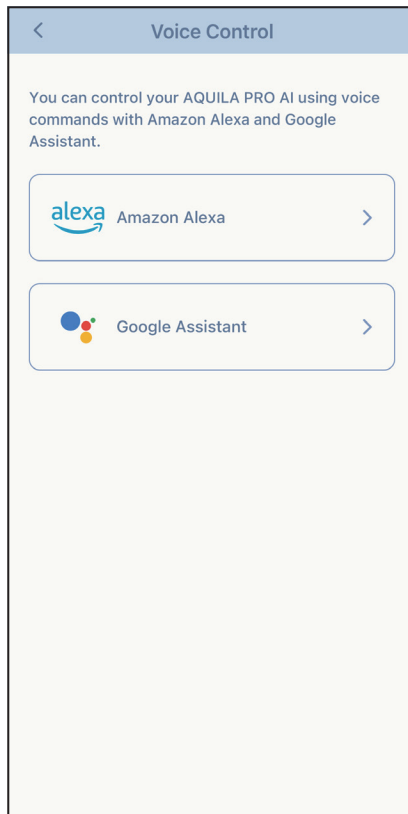 Voice Control
You can control your AQUILA PRO AI using voice
commands with Amazon Alexa and Google
Assistant.
alexa Amazon Alexa
Google Assistant